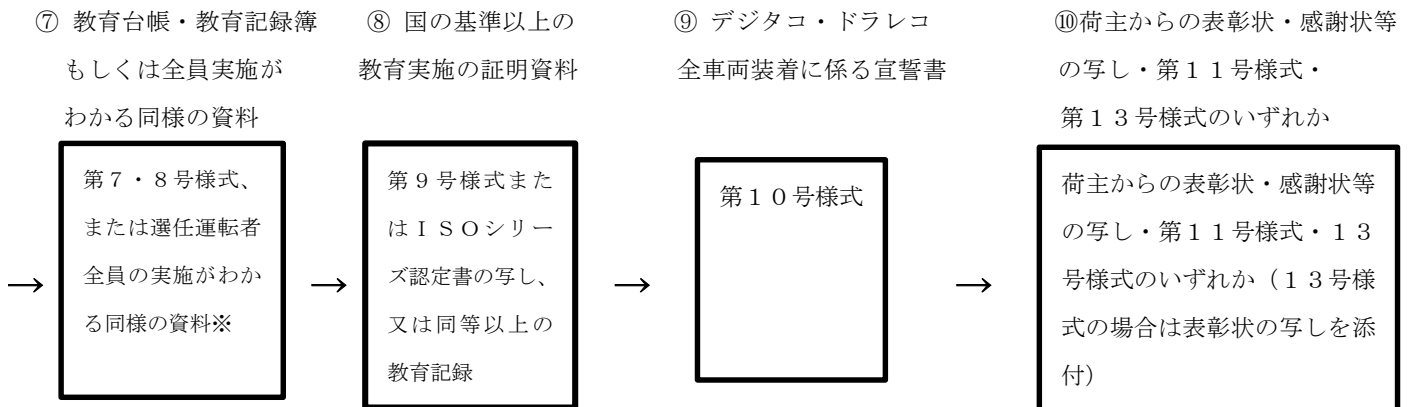 ⑦ 教育台帳・教育記録簿
もしくは全員実施が
わかる同様の資料
⑧ 国の基準以上の
教育実施の証明資料
⑨ デジタコ・ドラレコ
全車両装着に係る宣誓書
⑩荷主からの表彰状・感謝状等
の写し・第１１号様式・
第１３号様式のいずれか
→
第７・８号様式、
または選任運転者
全員の実施がわか
る同様の資料※
→
第９号様式また
はＩＳＯシリー
ズ認定書の写し、
又は同等以上の
教育記録
→
第１０号様式
→
荷主からの表彰状・感謝状等
の写し・第１１号様式・１３
号様式のいずれか（１３号様
式の場合は表彰状の写しを添
付）